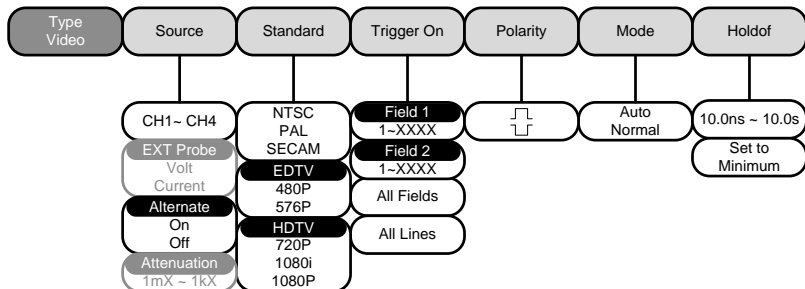 Type
Video
Source
Standard
Trigger On
Polarity
Mode
Holdof
CH1~ CH4
EXT Probe
Volt
Current
Alternate
On
Off
Attenuation
1mX ~ 1kX
NTSC
PAL
SECAM
EDTV
480P
576P
HDTV
720P
1080i
1080P
Field 1
1~XXXX
Field 2
1~XXXX
All Fields
All Lines
Auto
Normal
10.0ns ~ 10.0s
Set to
Minimum